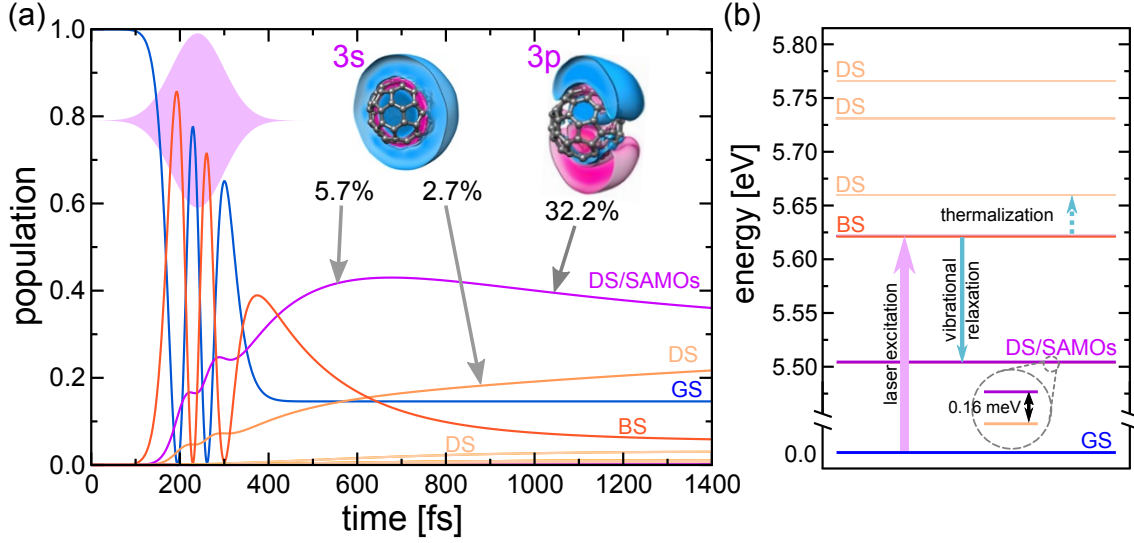 (a)
1.0
0.8
0.6
0.4
0.2
0.0
population
0 200 400 600 800 1000 1200 1400
time [fs]
3s
3p
5.7%
2.7%
32.2%
DS/SAMOs
DS
GS
BS
DS
(b)
5.80
5.75
5.70
5.65
5.60
5.55
5.50
0.0
energy [eV]
DS
DS
DS
thermalization
BS
laser excitation
vibrational
relaxation
DS/SAMOs
0.16 meV
GS